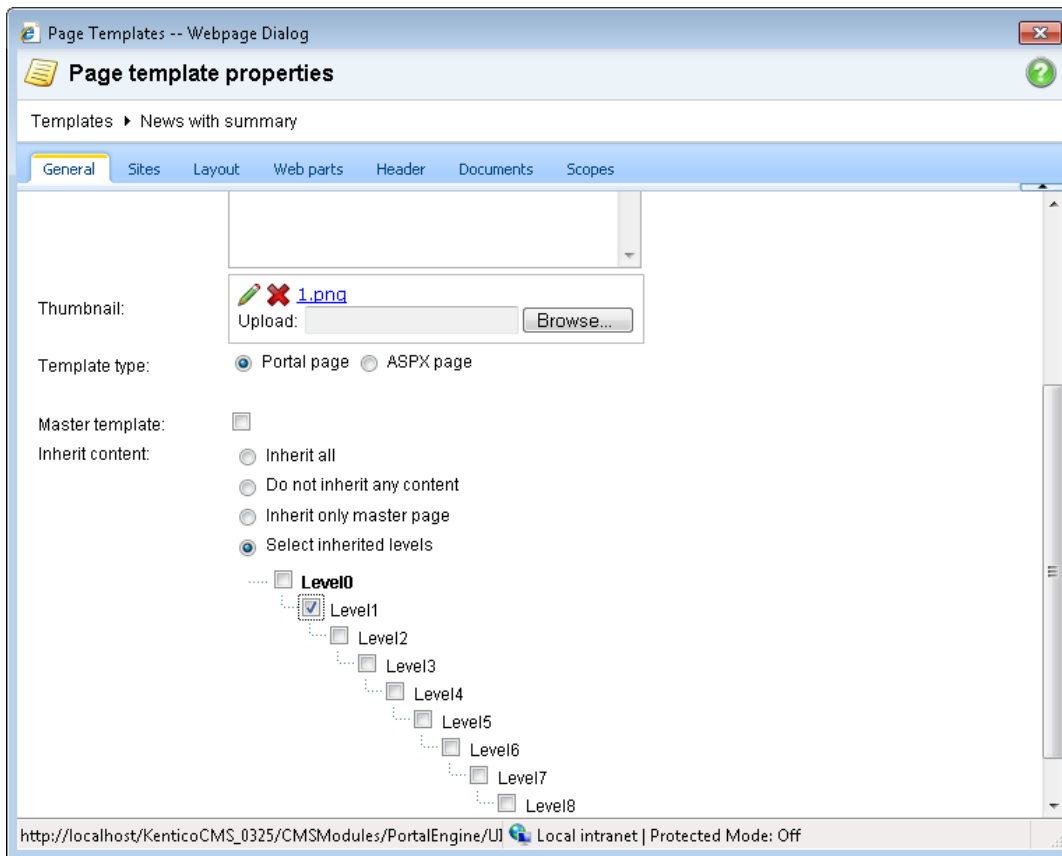 Page Templates -- Webpage Dialog
Page template properties
Templates ▸ News with summary
General Sites Layout Web parts Header Documents Scopes
Thumbnail:
1.png
Upload: Browse...
Template type: Portal page ASPX page
Master template:
Inherit content: Inherit all
Do not inherit any content
Inherit only master page
Select inherited levels
Level0
Level1
Level2
Level3
Level4
Level5
Level6
Level7
Level8
http://localhost/KenticoCMS_0325/CMSModules/PortalEngine/UI Local intranet | Protected Mode: Off